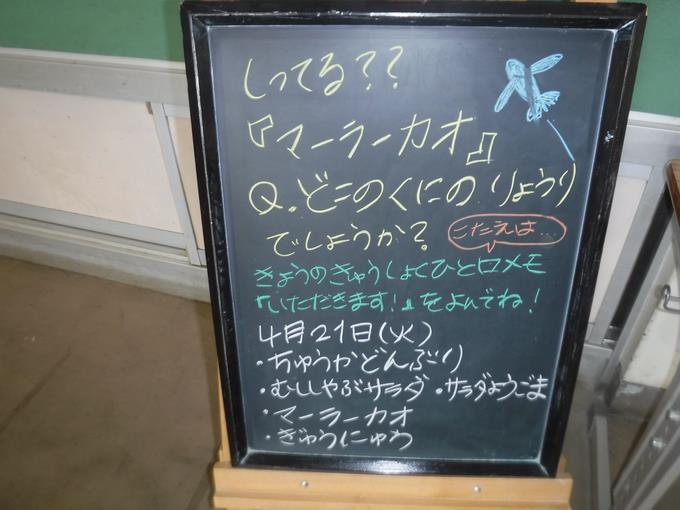 しってる??
『マーラーカオ』
Q.どこのくにのりょうり
でしょうか?
こたえは…
きょうのきゅうしょくひと口メモ
『いただきます!』をよんでね!
4月21日(火)
・ちゅうかどんぶり
・むしやぶサラダ・サラダようごま
・マーラーカオ
・ぎゅうにゅう